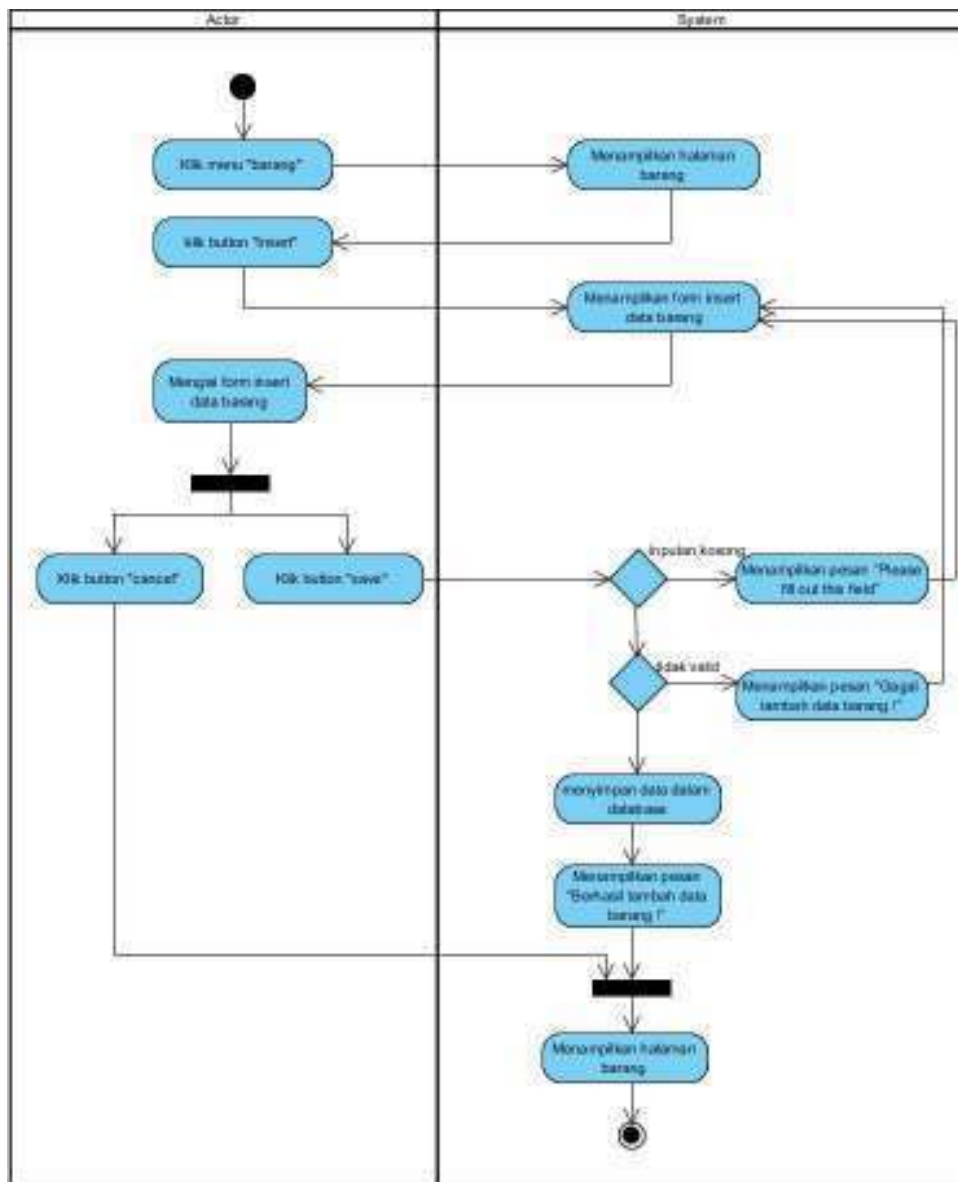 Actor
System
Klik menu "barang"
Menampilkan halaman
barang
klik button "insert"
Menampilkan form insert
data barang
Mengisi form insert
data barang
Klik button "cancel"
Klik button "save"
Inputan kosong
Menampilkan pesan "Please
fill out this field"
tidak valid
Menampilkan pesan "Gagal
tambah data barang !"
menyimpan data dalam
database
Menampilkan pesan
"Berhasil tambah data
barang !"
Menampilkan halaman
barang